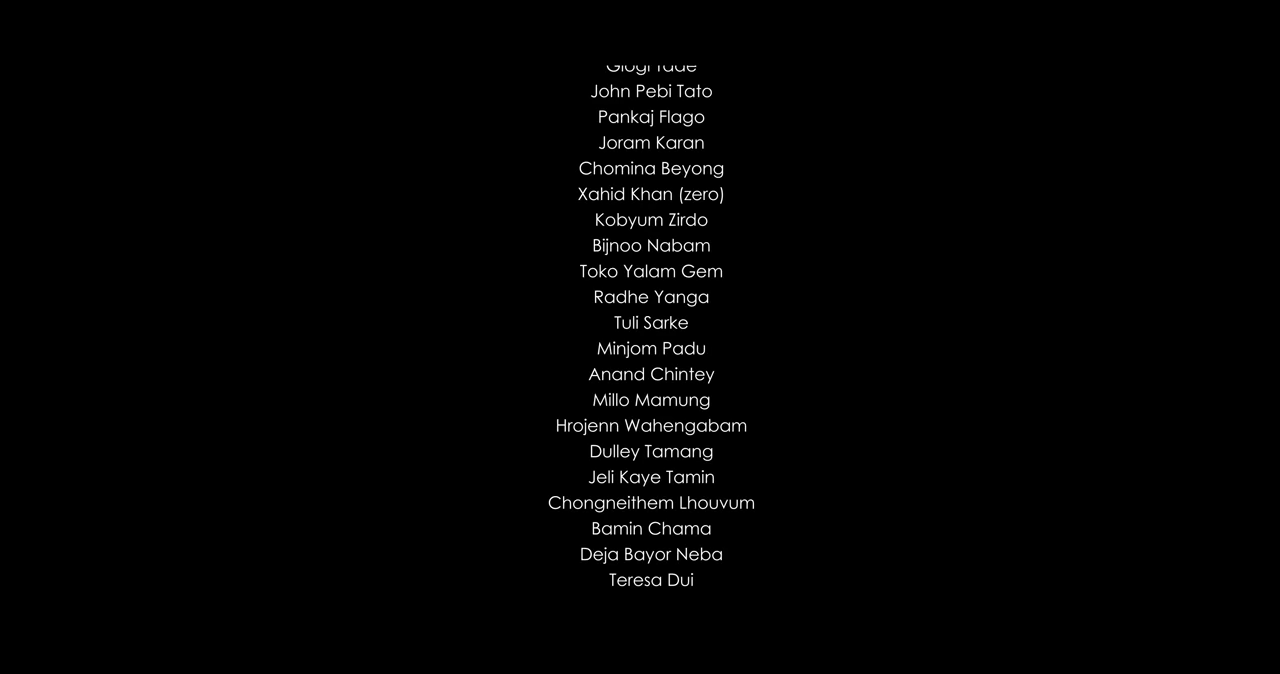 John Pebi Tato
Pankaj Flago
Joram Karan
Chomina Beyong
Xahid Khan (zero)
Kobyum Zirdo
Bijnoo Nabam
Toko Yalam Gem
Radhe Yanga
Tuli Sarke
Minjom Padu
Anand Chintey
Millo Mamung
Hrojenn Wahengabam
Dulley Tamang
Jeli Kaye Tamin
Chongneithem Lhouvum
Bamin Chama
Deja Bayor Neba
Teresa Dui